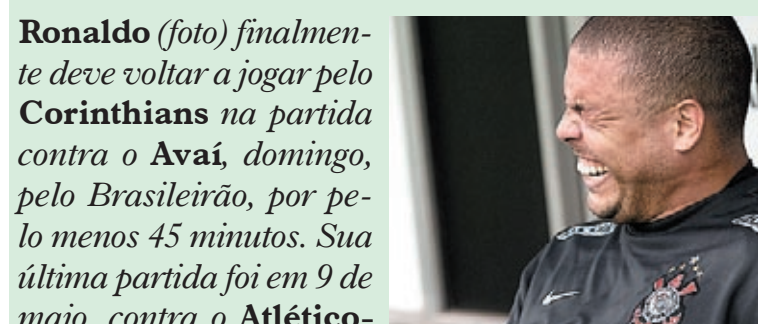 Ronaldo (foto) finalmen-
te deve voltar a jogar pelo
Corinthians na partida
contra o Avaí, domingo,
pelo Brasileirão, por pe-
lo menos 45 minutos. Sua
última partida foi em 9 de
maio, contra o Atlético-